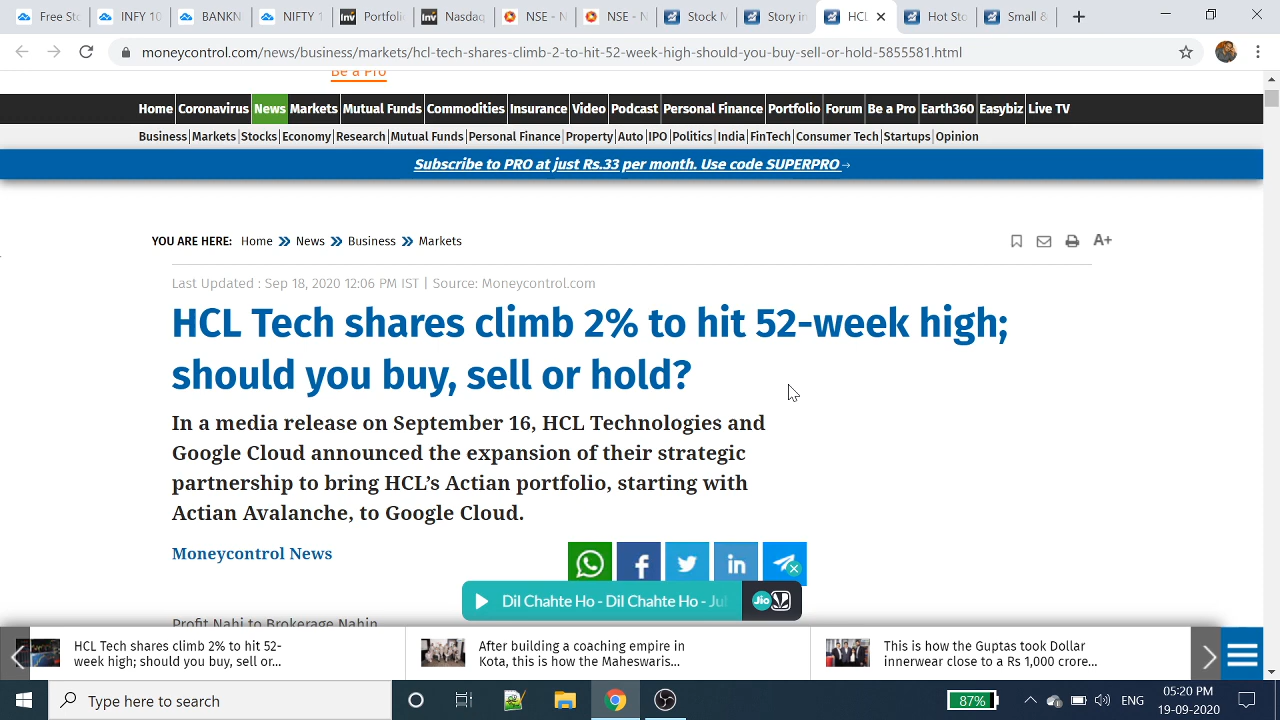 Free Sto
INFY 10
BANKN
NIFTY 1
Portfoli
Nasdaq
NSE - N
NSE - N
Stock M
Story in
HCL
Hot Sto
Small &
moneycontrol.com/news/business/markets/hcl-tech-shares-climb-2-to-hit-52-week-high-should-you-buy-sell-or-hold-5855581.html
Be a Pro
Home Coronavirus News Markets Mutual Funds Commodities Insurance Video Podcast Personal Finance Portfolio Forum Be a Pro Earth360 Easybiz Live TV
Business Markets Stocks Economy Research Mutual Funds Personal Finance Property Auto IPO Politics India FinTech Consumer Tech Startups Opinion
Subscribe to PRO at just Rs.33 per month. Use code SUPERPRO →
YOU ARE HERE: Home News Business Markets
A+
Last Updated : Sep 18, 2020 12:06 PM IST | Source: Moneycontrol.com
HCL Tech shares climb 2% to hit 52-week high;
should you buy, sell or hold?
In a media release on September 16, HCL Technologies and
Google Cloud announced the expansion of their strategic
partnership to bring HCL's Actian portfolio, starting with
Actian Avalanche, to Google Cloud.
Moneycontrol News
Dil Chahte Ho - Dil Chahte Ho - Jul
Jio
Profit Nahi to Brokerage Nahin
HCL Tech shares climb 2% to hit 52-
week high; should you buy, sell or...
After building a coaching empire in
Kota, this is how the Maheswaris...
This is how the Guptas took Dollar
innerwear close to a Rs 1,000 crore...
Type here to search
87%
ENG
05:20 PM
19-09-2020